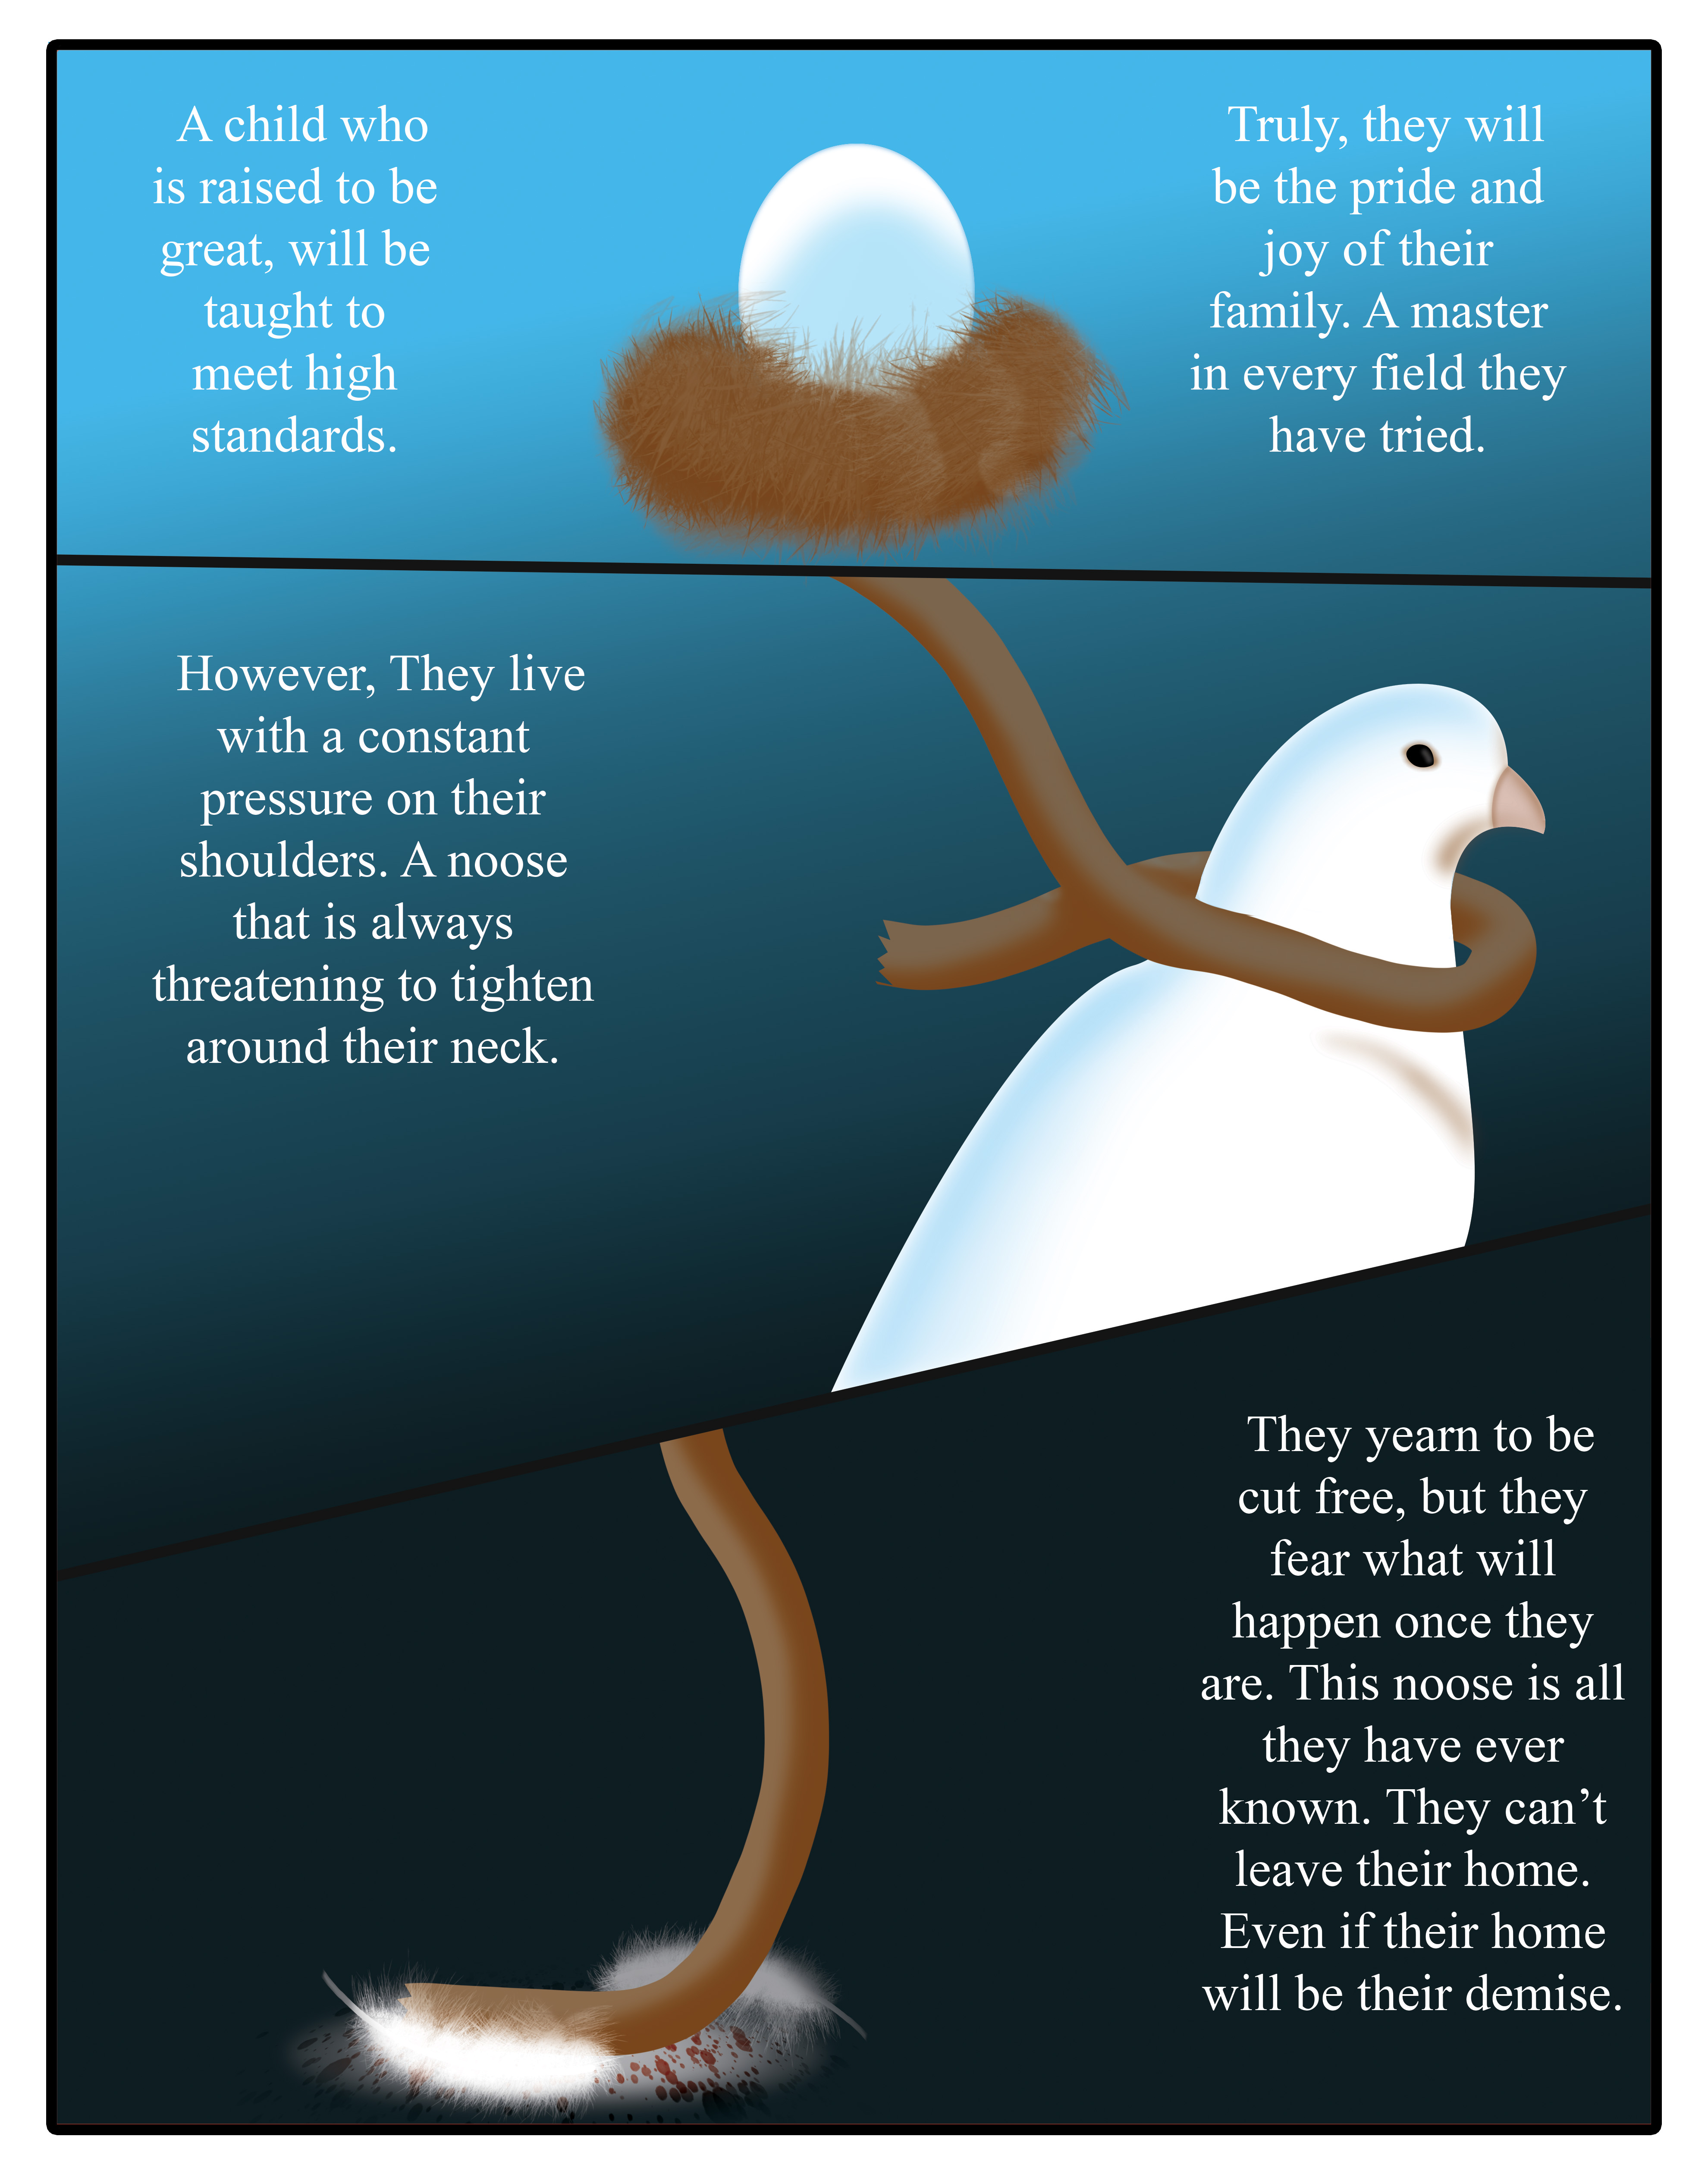 A child who
is raised to be
great, will be
taught to
meet high
standards.
Truly, they will
be the pride and
joy of their
family. A master
in every field they
have tried.
However, They live
with a constant
pressure on their
shoulders. A noose
that is always
threatening to tighten
around their neck.
They yearn to be
cut free, but they
fear what will
happen once they
are. This noose is all
they have ever
known. They can’t
leave their home.
Even if their home
will be their demise.